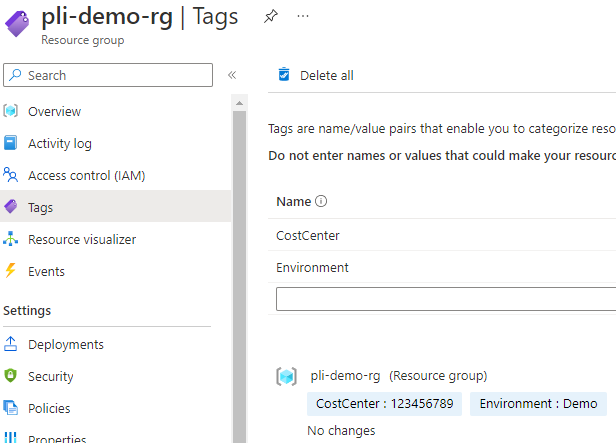 pli-demo-rg | Tags
Resource group
Search
Delete all
Overview
Activity log
Access control (IAM)
Tags
Resource visualizer
Events
Settings
Deployments
Security
Policies
Properties
Tags are name/value pairs that enable you to categorize reso
Do not enter names or values that could make your resourc
Name
CostCenter
Environment
pli-demo-rg (Resource group)
CostCenter : 123456789 Environment : Demo
No changes